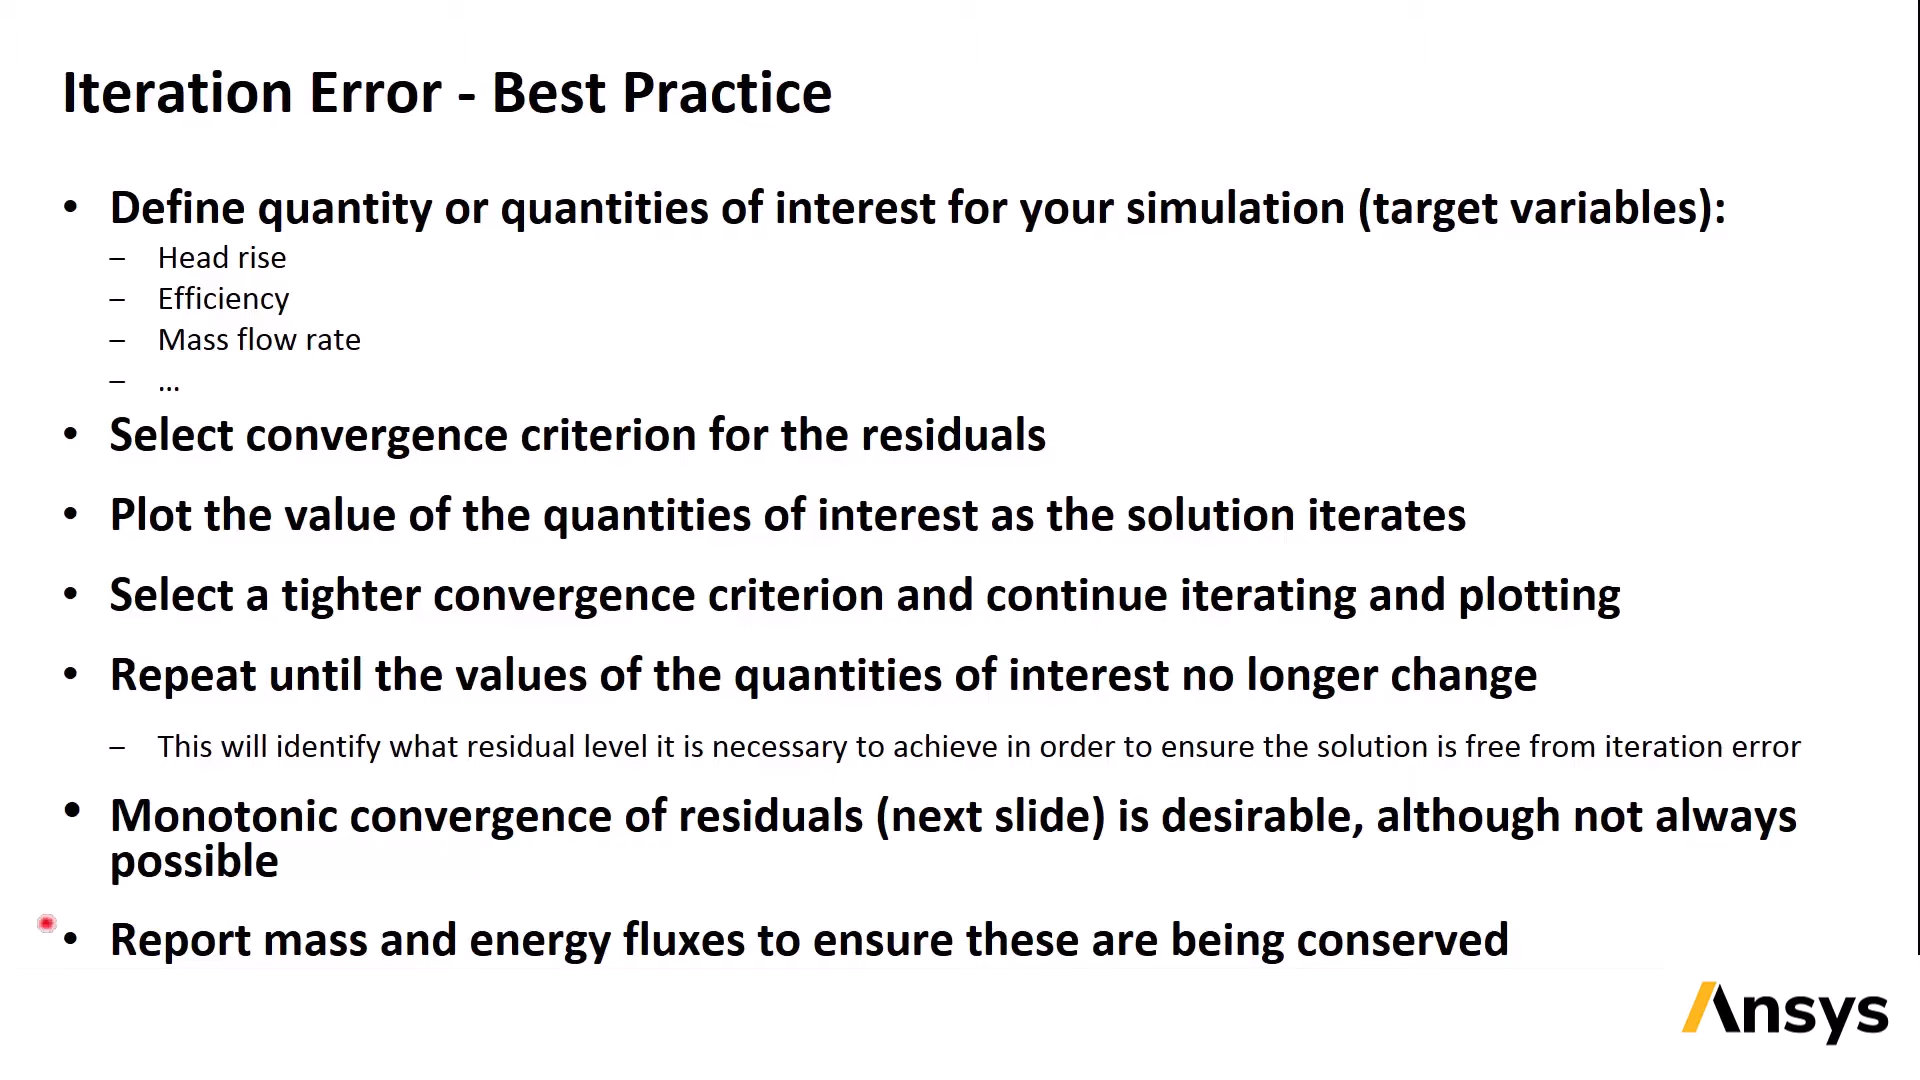 Iteration Error - Best Practice
• Define quantity or quantities of interest for your simulation (target variables):
– Head rise
– Efficiency
– Mass flow rate
– …
• Select convergence criterion for the residuals
• Plot the value of the quantities of interest as the solution iterates
• Select a tighter convergence criterion and continue iterating and plotting
• Repeat until the values of the quantities of interest no longer change
– This will identify what residual level it is necessary to achieve in order to ensure the solution is free from iteration error
• Monotonic convergence of residuals (next slide) is desirable, although not always
possible
• Report mass and energy fluxes to ensure these are being conserved
Ansys